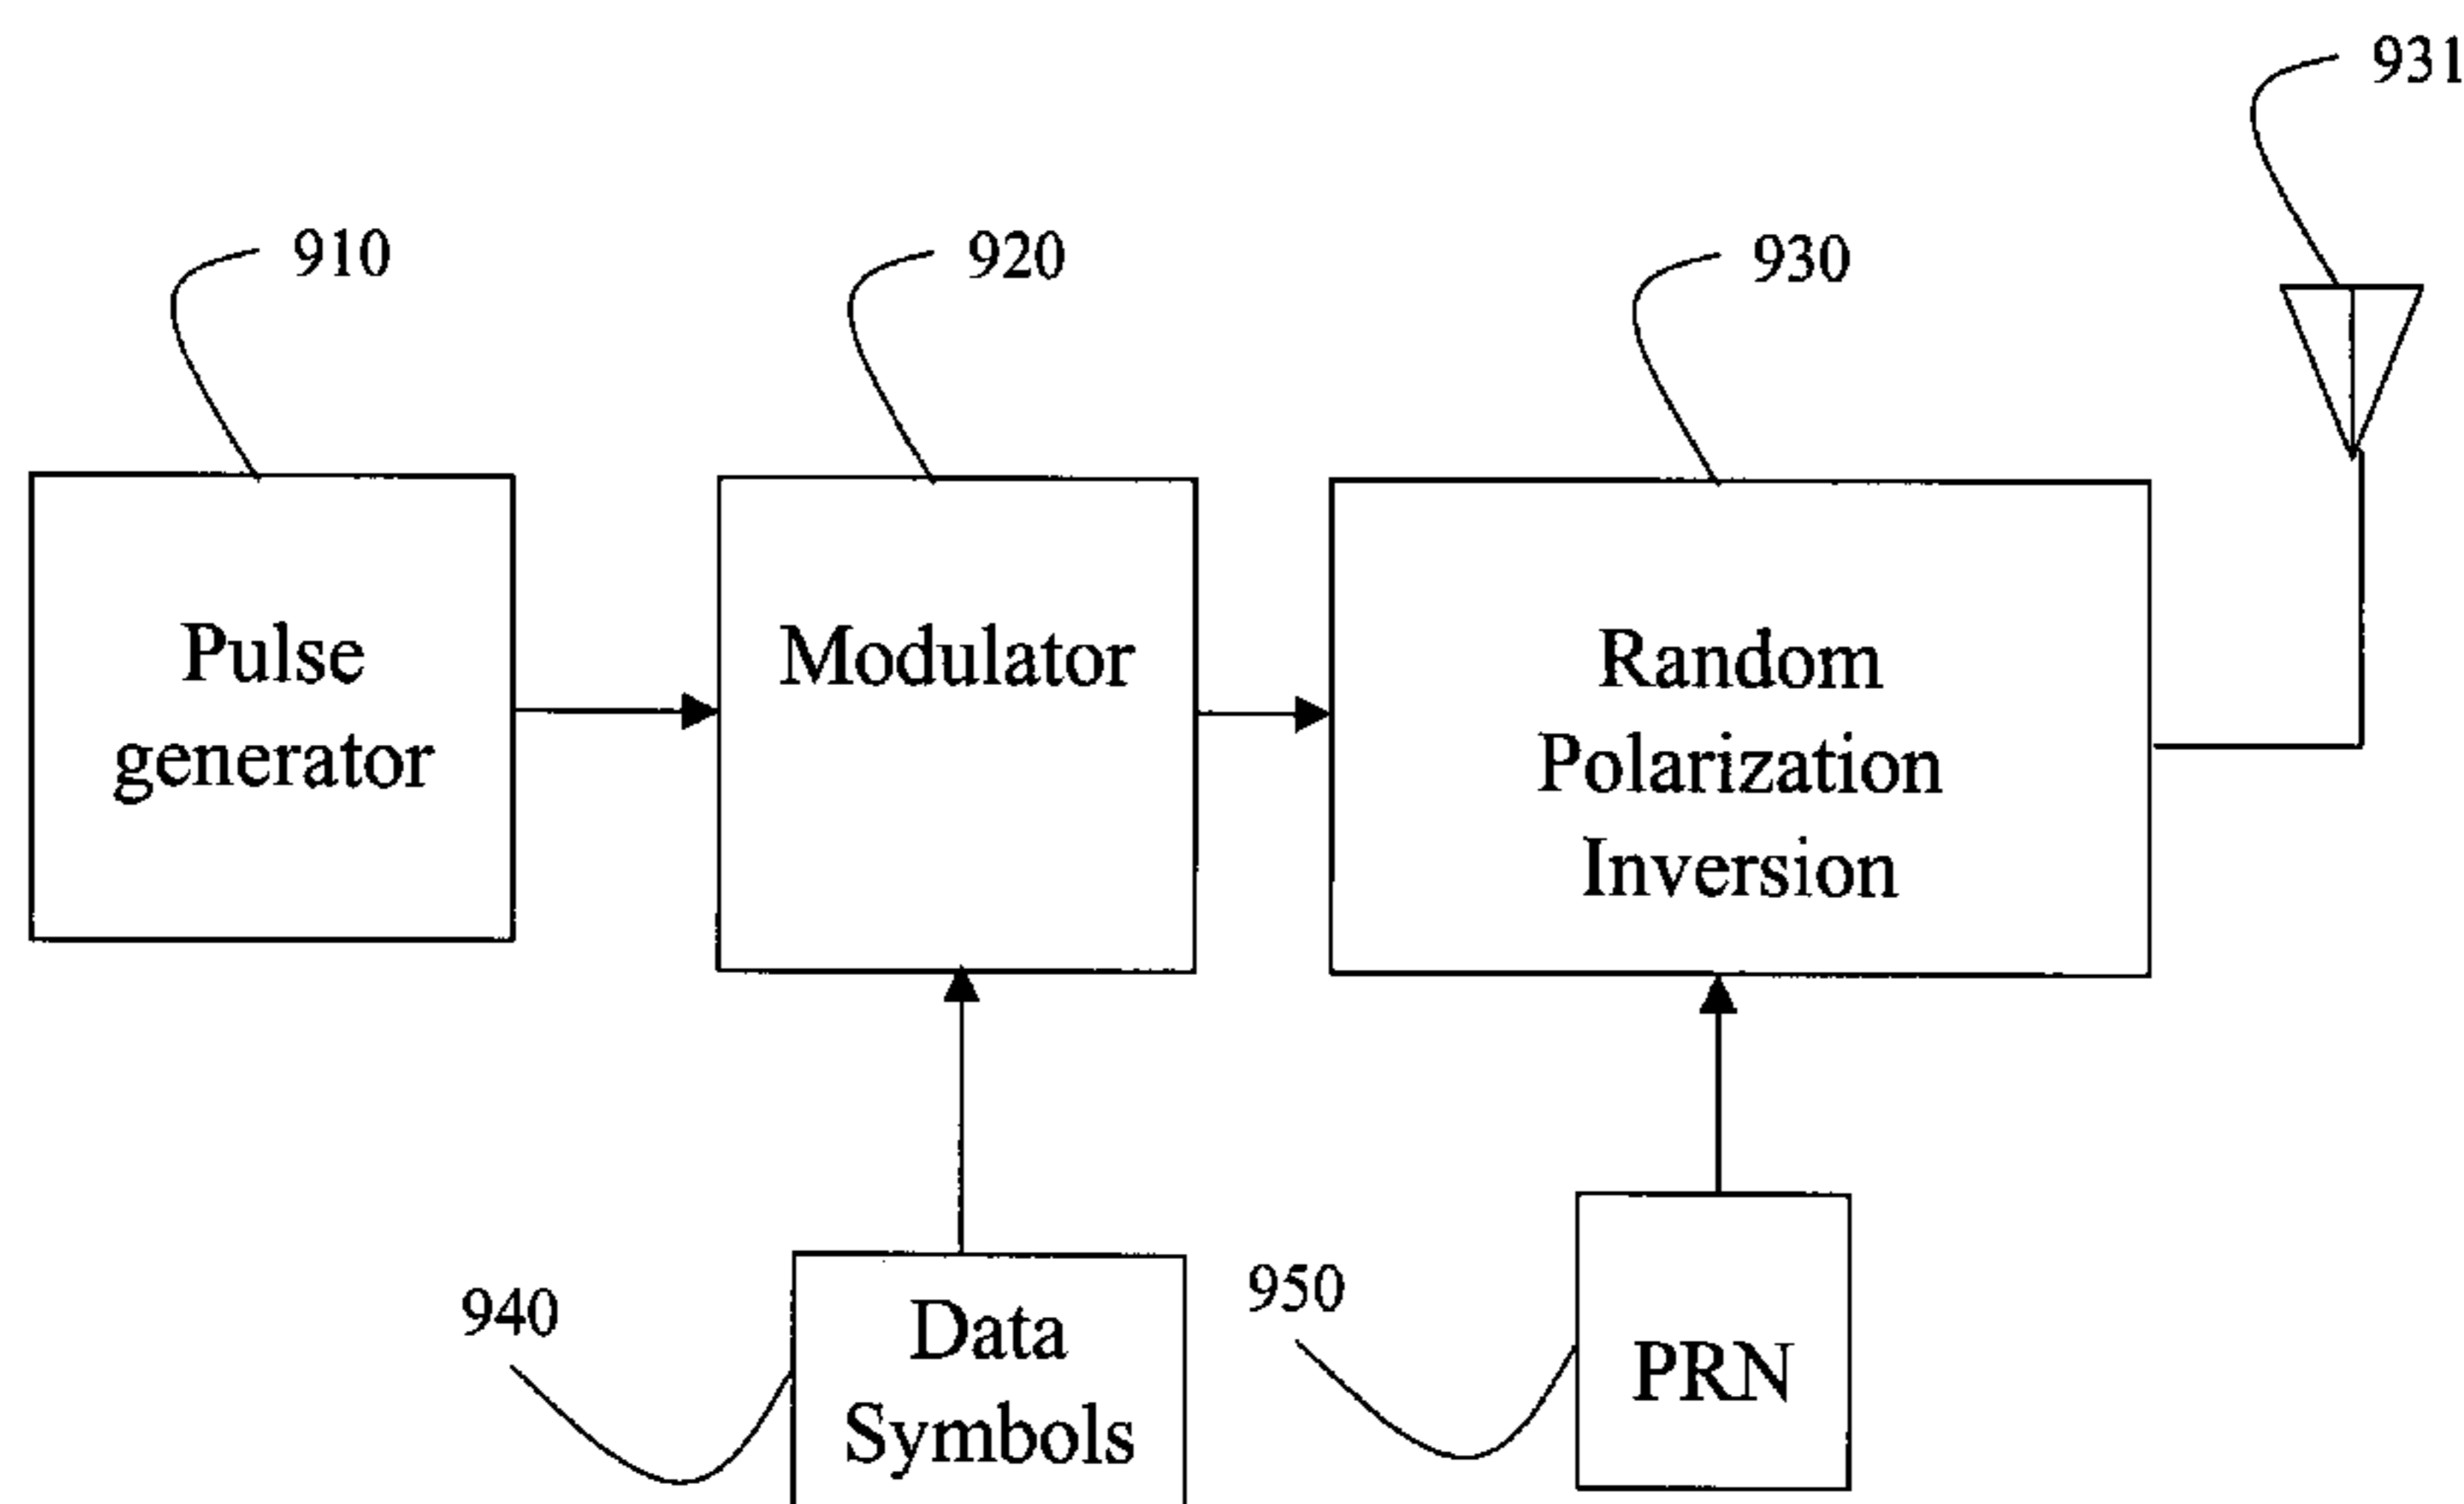 931
910
920
930
Pulse
generator
Modulator
Random
Polarization
Inversion
940
Data
Symbols
950
PRN